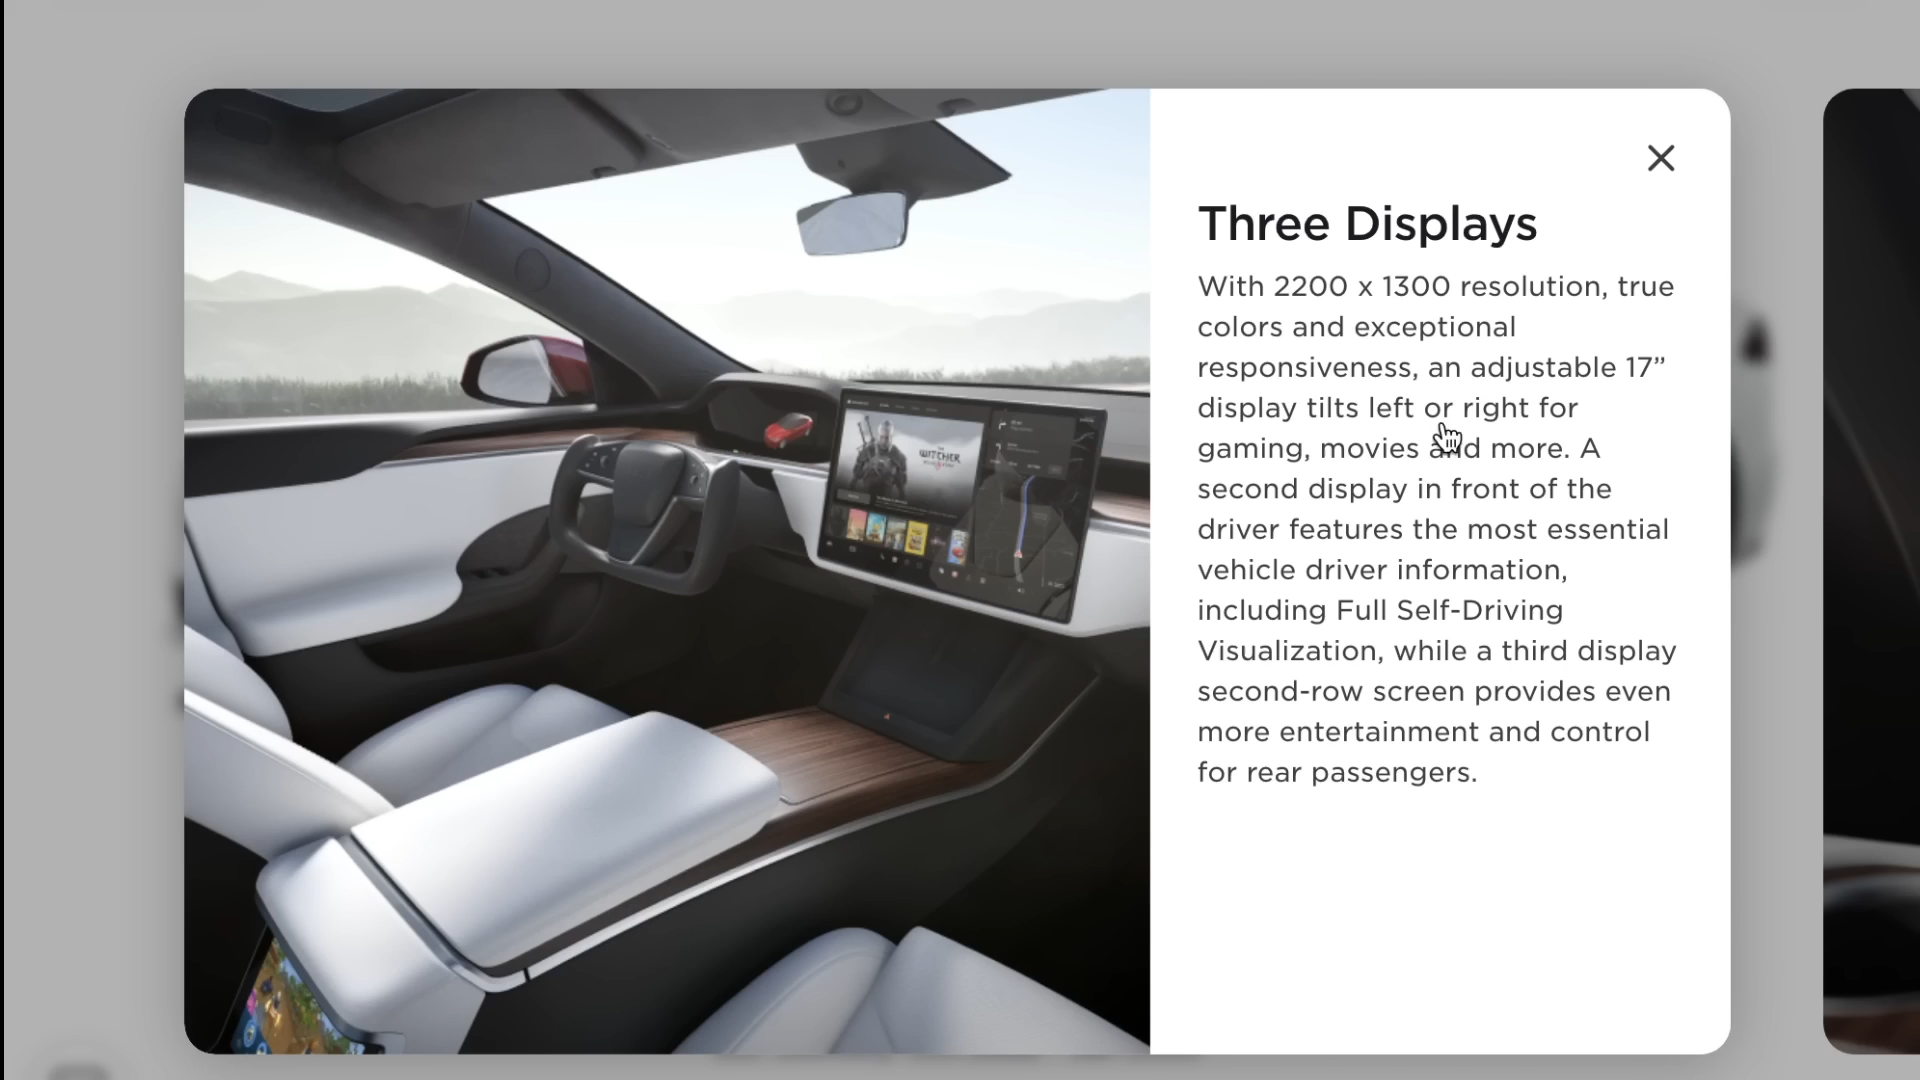 Three Displays
With 2200 x 1300 resolution, true
colors and exceptional
responsiveness, an adjustable 17”
display tilts left or right for
gaming, movies and more. A
second display in front of the
driver features the most essential
vehicle driver information,
including Full Self-Driving
Visualization, while a third display
second-row screen provides even
more entertainment and control
for rear passengers.
THE
WITCHER